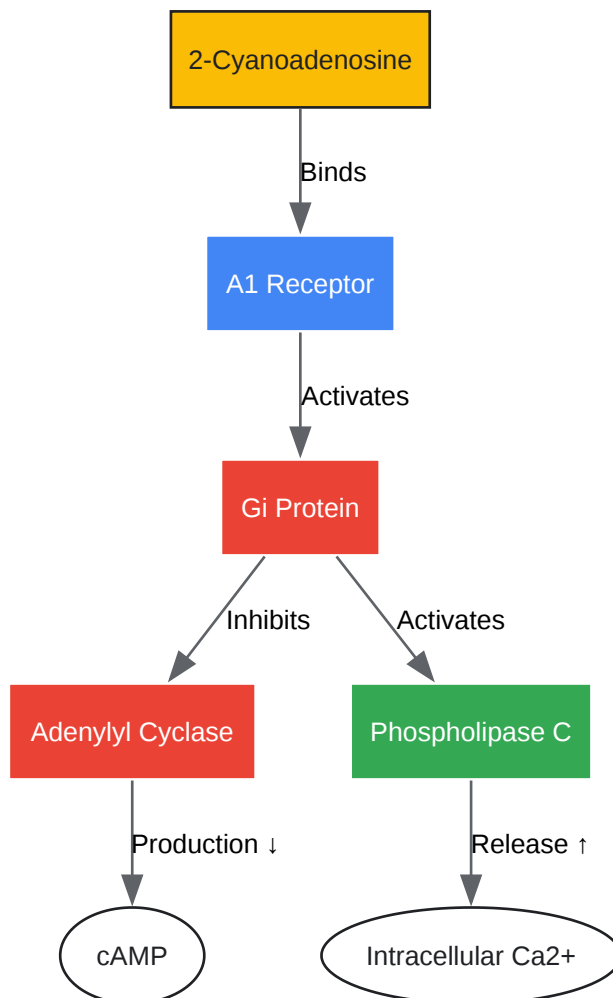 2-Cyanoadenosine
Binds
A1 Receptor
Activates
Gi Protein
Inhibits
Activates
Adenylyl Cyclase
Phospholipase C
Production ↓
Release ↑
cAMP
Intracellular Ca2+